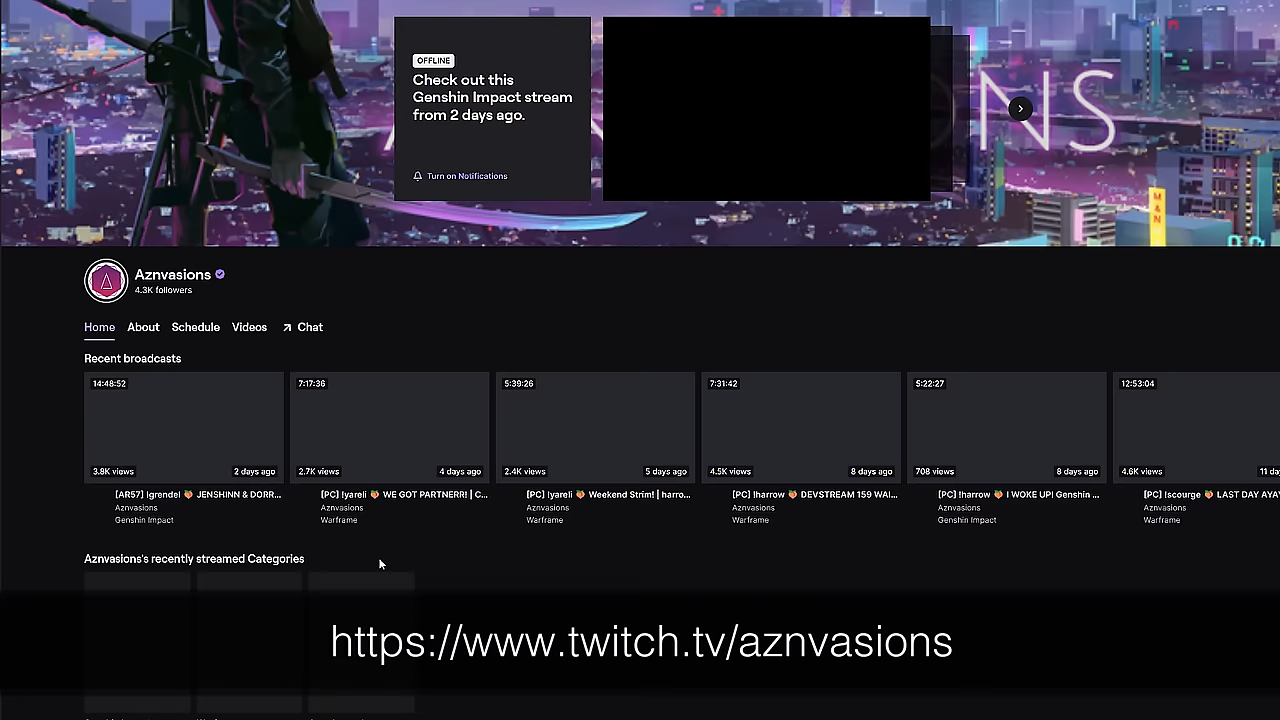 OFFLINE
Check out this
Genshin Impact stream
from 2 days ago.
Turn on Notifications
NS
MAN
Aznvasions
4.3K followers
Home About Schedule Videos Chat
Recent broadcasts
14:48:52 7:17:36 5:39:26 7:31:42 5:22:27 12:53:04
3.8K views 2 days ago 2.7K views 4 days ago 2.4K views 5 days ago 4.5K views 8 days ago 708 views 8 days ago 4.6K views 11 da
[AR57] !grendel 🍑 JENSHINN & DORR... [PC] !yareli 🍑 WE GOT PARTNERR! | C... [PC] !yareli 🍑 Weekend Strim! | harro... [PC] !harrow 🍑 DEVSTREAM 159 WAI... [PC] !harrow 🍑 I WOKE UP! Genshin ... [PC] !scourge 🍑 LAST DAY AYA
Aznvasions Aznvasions Aznvasions Aznvasions Aznvasions Aznvasions
Genshin Impact Warframe Warframe Warframe Genshin Impact Warframe
Aznvasions's recently streamed Categories
https://www.twitch.tv/aznvasions